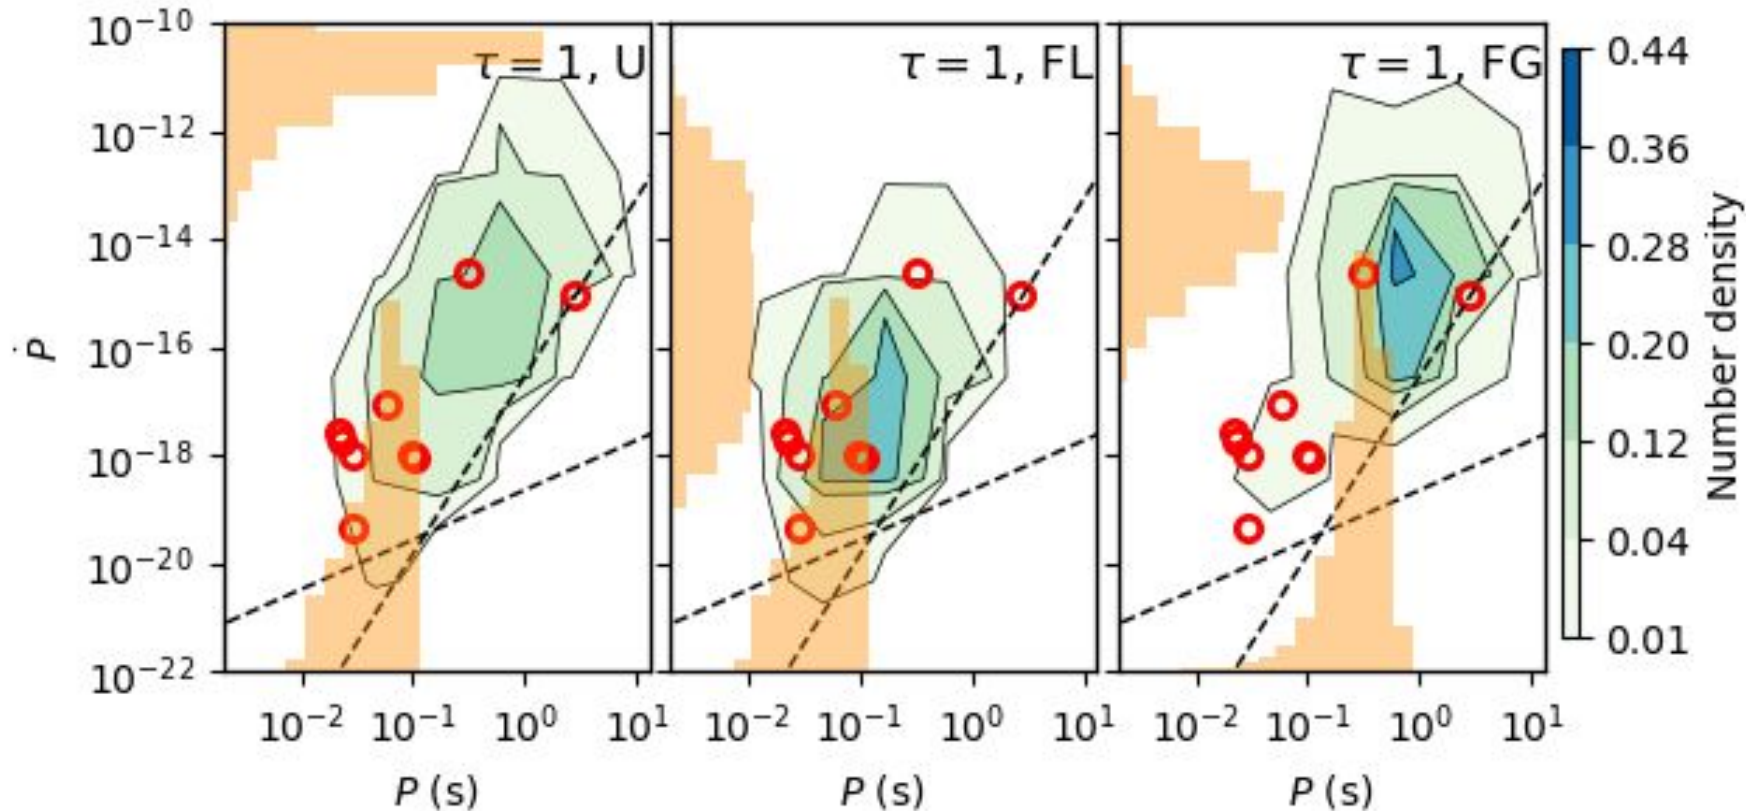 τ = 1, U
τ = 1, FL
τ = 1, FG
10⁻¹⁰
10⁻¹²
10⁻¹⁴
10⁻¹⁶
10⁻¹⁸
10⁻²⁰
10⁻²²
Ṗ
10⁻² 10⁻¹ 10⁰ 10¹
10⁻² 10⁻¹ 10⁰ 10¹
10⁻² 10⁻¹ 10⁰ 10¹
P (s)
P (s)
P (s)
0.44
0.36
0.28
0.20
0.12
0.04
0.01
Number density